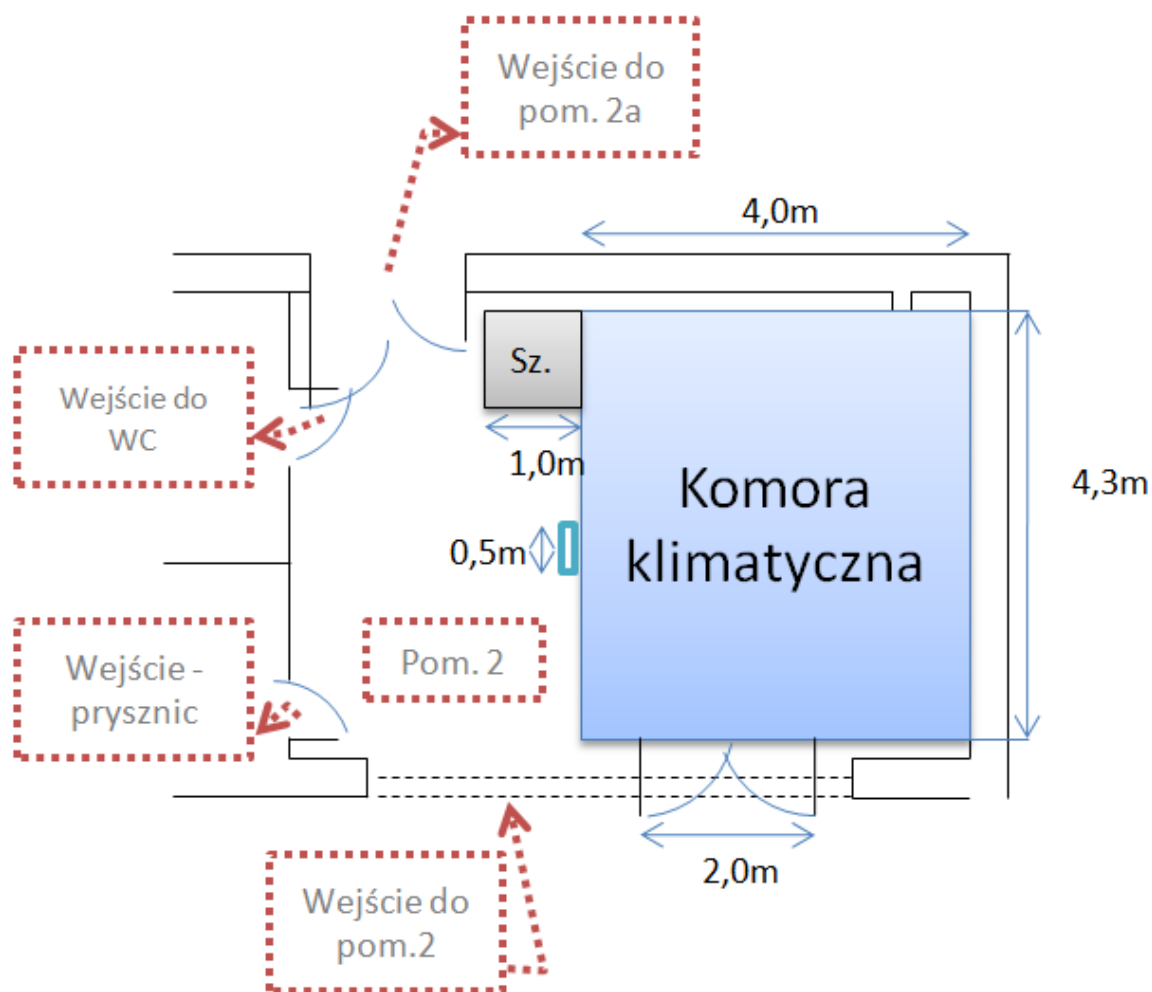 Wejście do
pom. 2a
4,0m
Sz.
Wejście do
WC
1,0m
Komora
klimatyczna
4,3m
0,5m
Wejście -
prysznic
Pom. 2
2,0m
Wejście do
pom.2